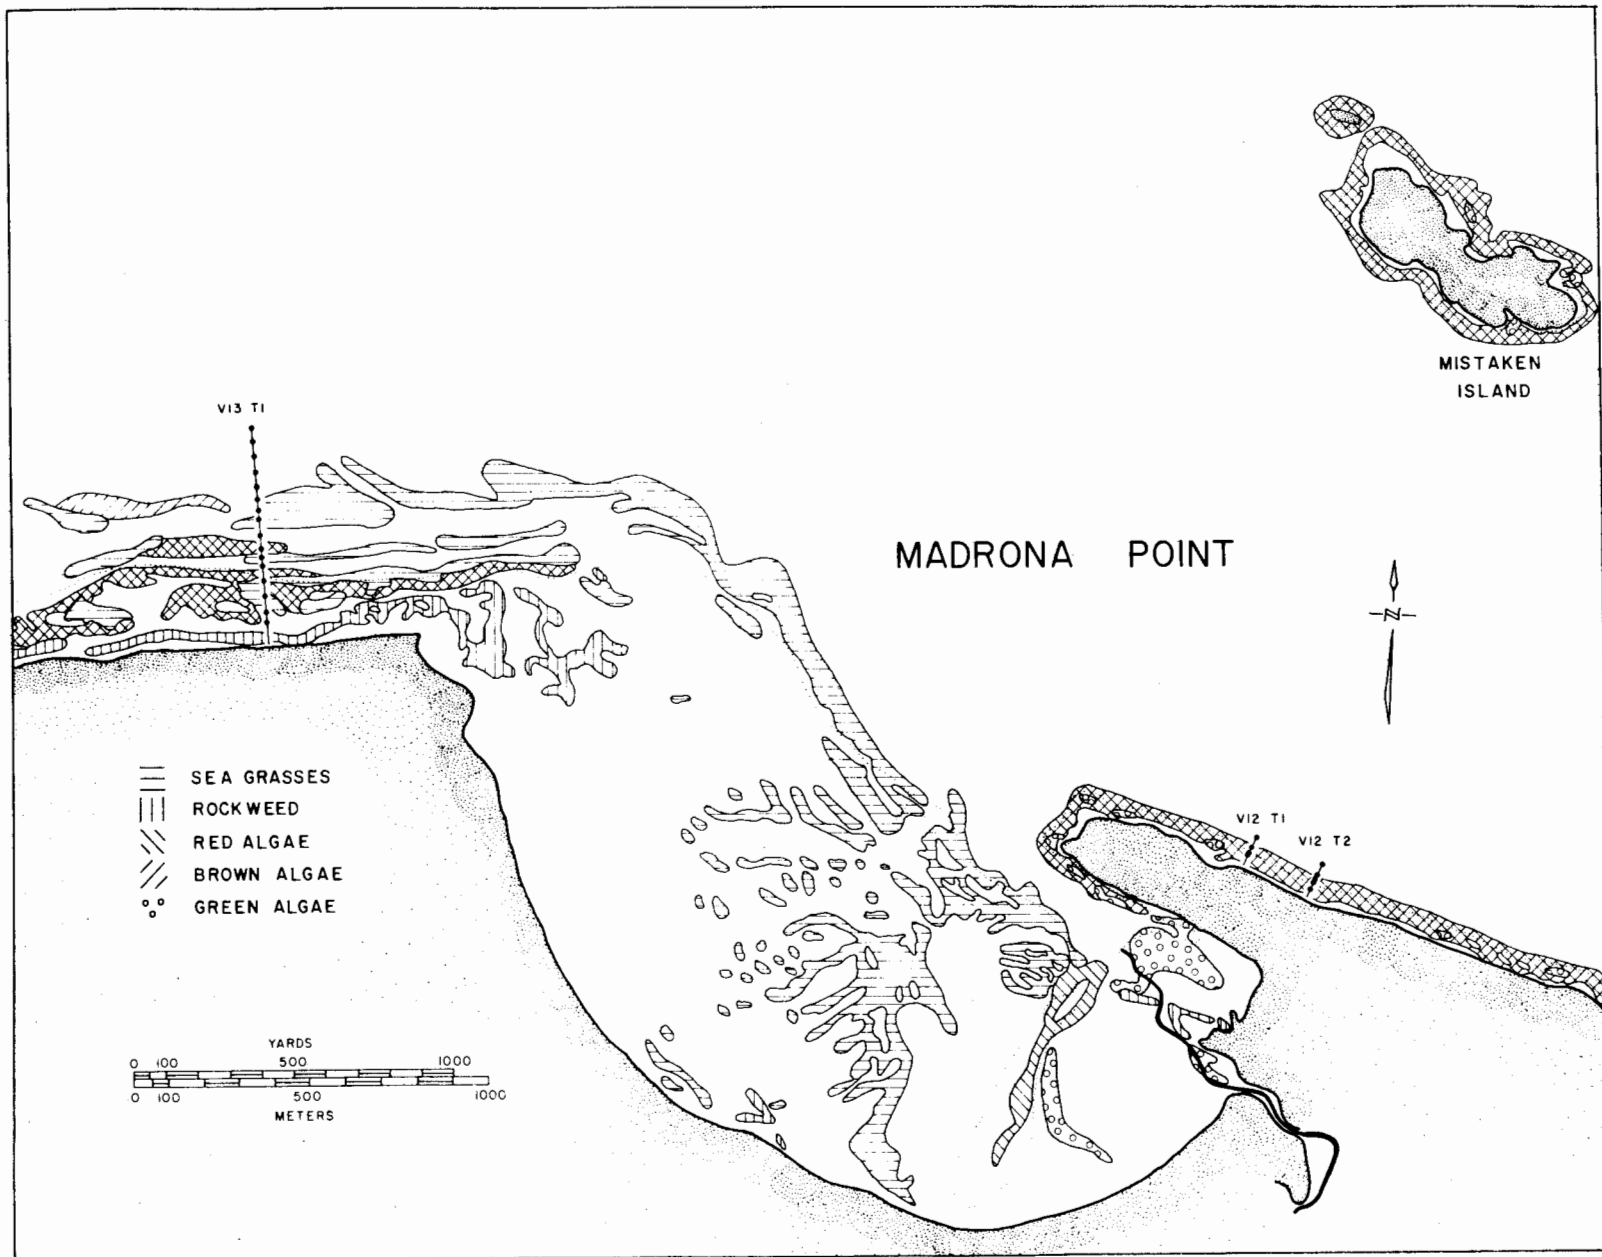 MISTAKEN
ISLAND
V13 T1
MADRONA POINT
N
SEA GRASSES
ROCKWEED
RED ALGAE
BROWN ALGAE
GREEN ALGAE
V12 T1
V12 T2
YARDS
0 100 500 1000
0 100 500 1000
METERS